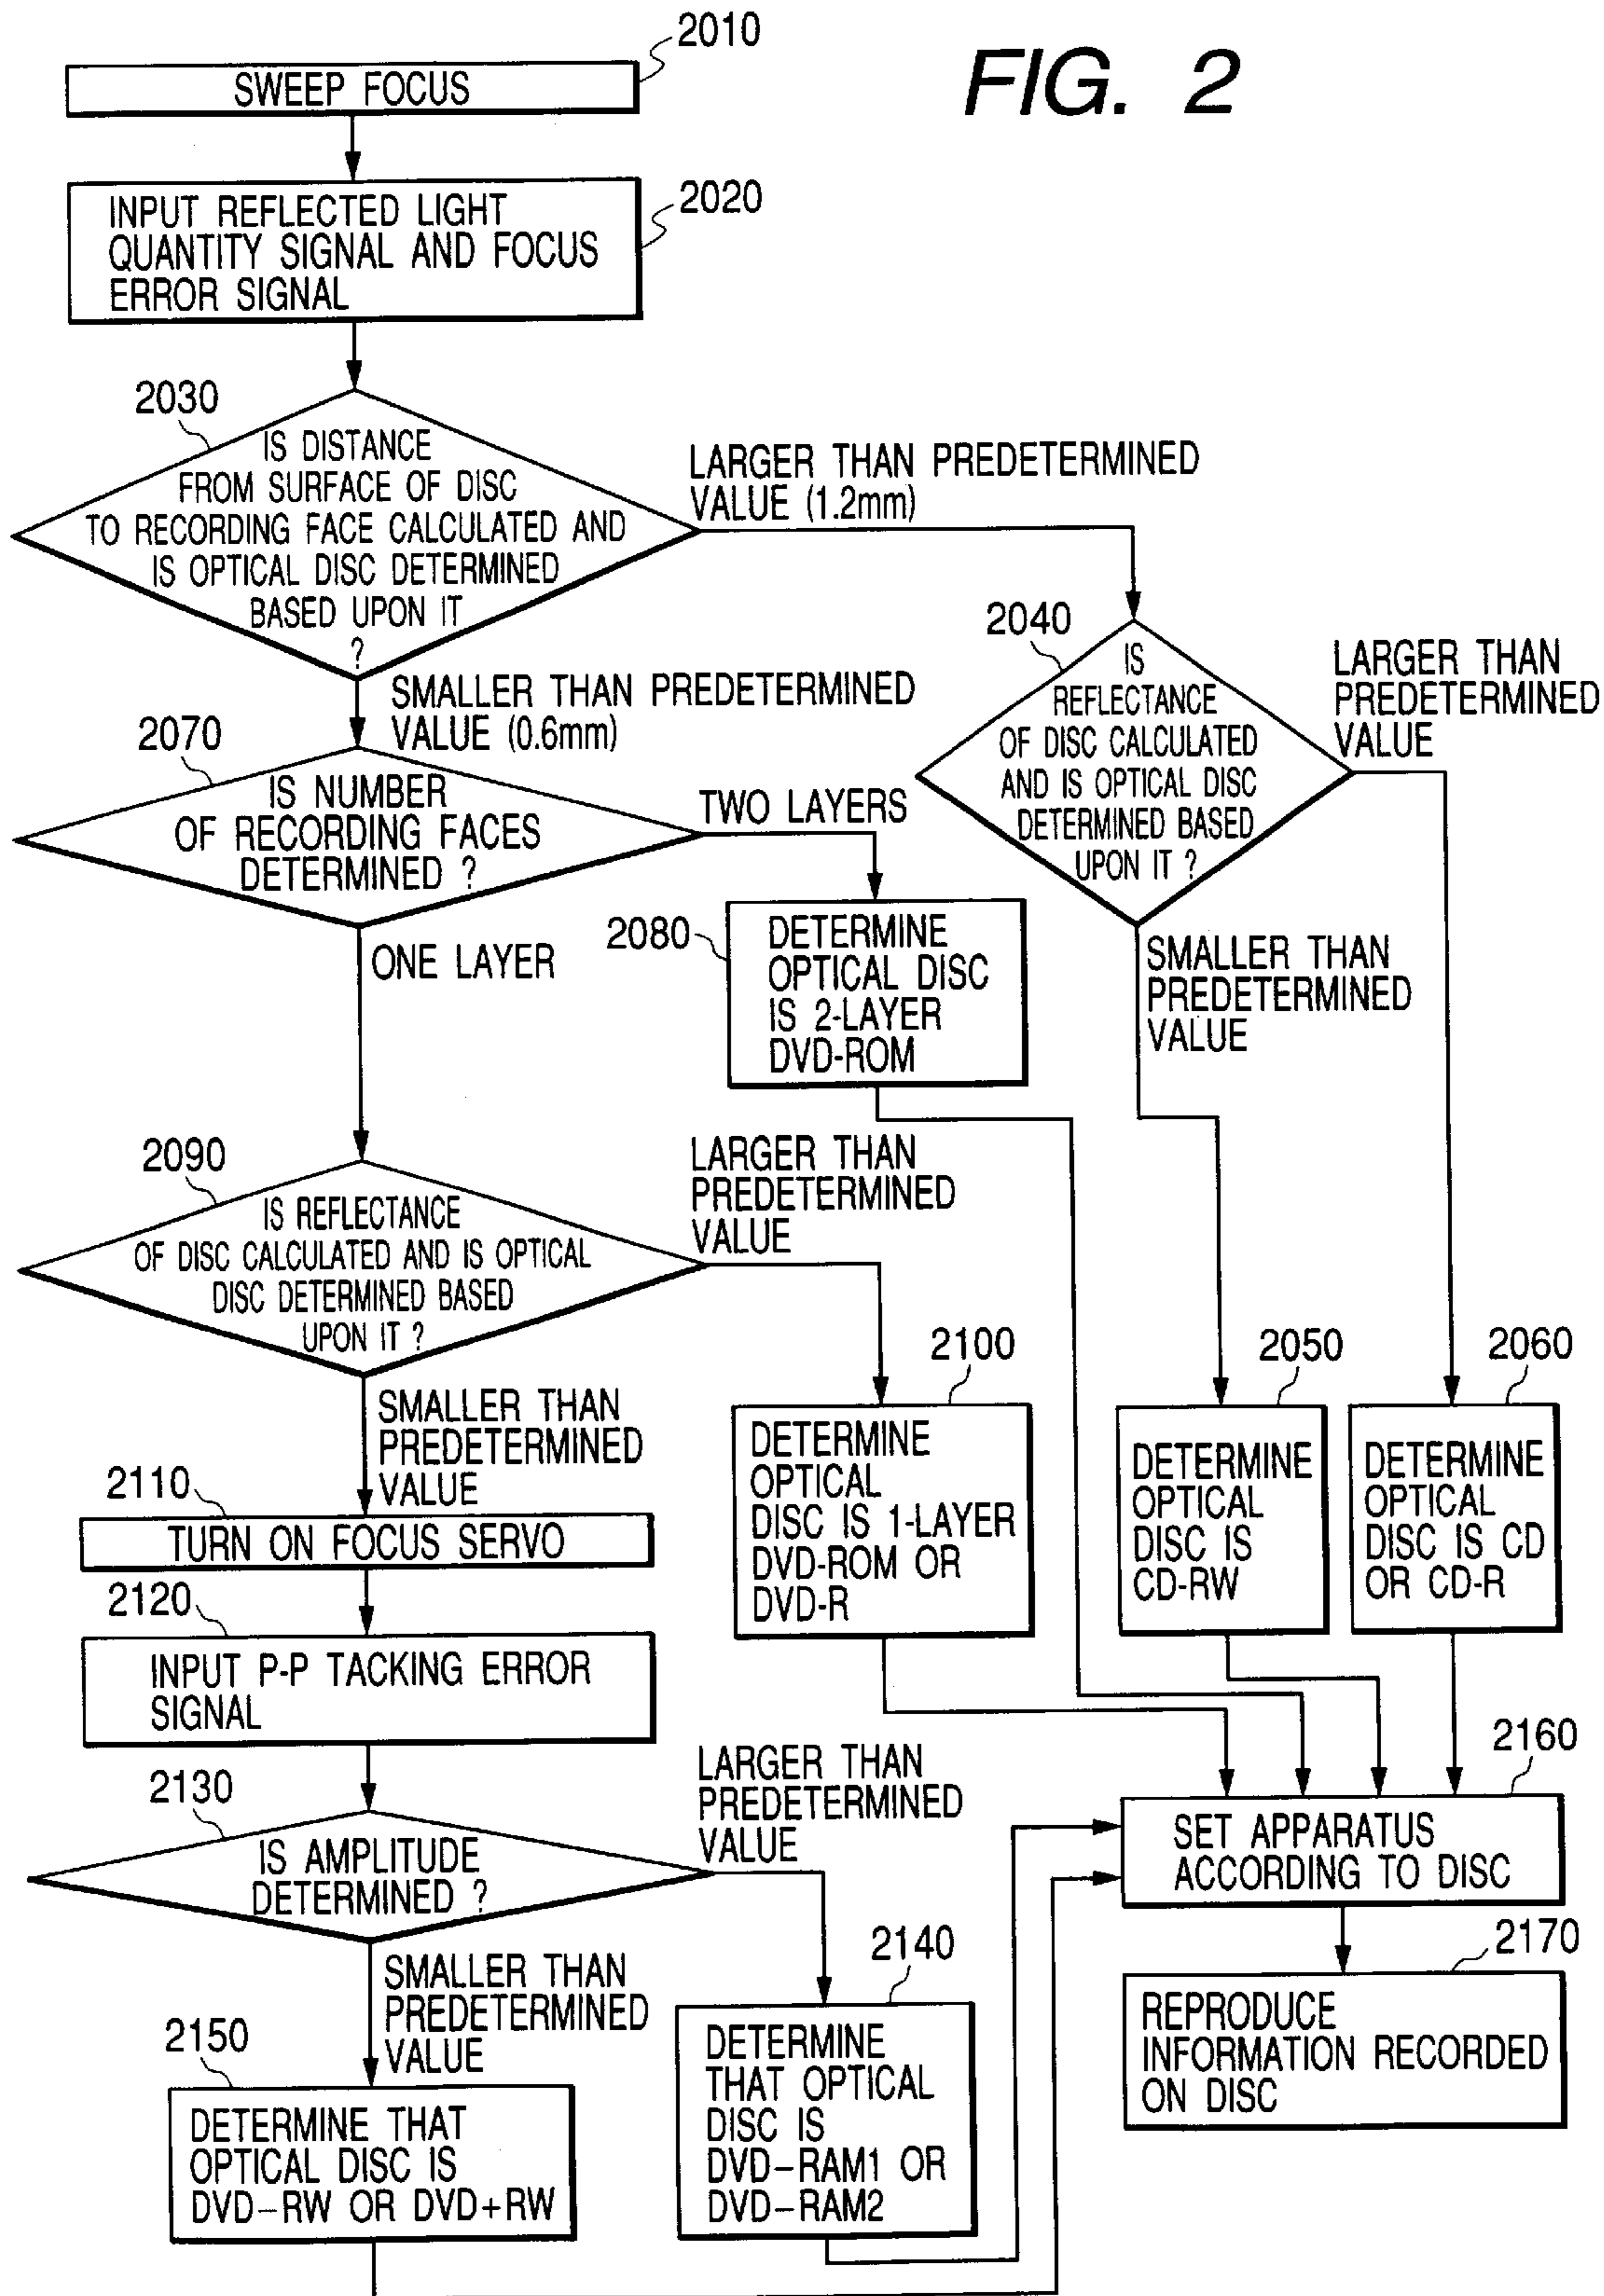 FIG. 2
2010
SWEEP FOCUS
2020
INPUT REFLECTED LIGHT
QUANTITY SIGNAL AND FOCUS
ERROR SIGNAL
2030
IS DISTANCE
FROM SURFACE OF DISC
TO RECORDING FACE CALCULATED AND
IS OPTICAL DISC DETERMINED
BASED UPON IT
?
LARGER THAN PREDETERMINED
VALUE (1.2mm)
SMALLER THAN PREDETERMINED
VALUE (0.6mm)
2040
IS
REFLECTANCE
OF DISC CALCULATED
AND IS OPTICAL DISC
DETERMINED BASED
UPON IT ?
LARGER THAN
PREDETERMINED
VALUE
SMALLER THAN
PREDETERMINED
VALUE
2070
IS NUMBER
OF RECORDING FACES
DETERMINED ?
TWO LAYERS
ONE LAYER
2080
DETERMINE
OPTICAL DISC
IS 2-LAYER
DVD-ROM
2090
IS REFLECTANCE
OF DISC CALCULATED AND IS OPTICAL
DISC DETERMINED BASED
UPON IT ?
LARGER THAN
PREDETERMINED
VALUE
SMALLER THAN
PREDETERMINED
VALUE
2100
DETERMINE
OPTICAL
DISC IS 1-LAYER
DVD-ROM OR
DVD-R
2050
DETERMINE
OPTICAL
DISC IS
CD-RW
2060
DETERMINE
OPTICAL
DISC IS CD
OR CD-R
2110
TURN ON FOCUS SERVO
2120
INPUT P-P TACKING ERROR
SIGNAL
2130
IS AMPLITUDE
DETERMINED ?
LARGER THAN
PREDETERMINED
VALUE
SMALLER THAN
PREDETERMINED
VALUE
2140
DETERMINE
THAT OPTICAL
DISC IS
DVD-RAM1 OR
DVD-RAM2
2150
DETERMINE THAT
OPTICAL DISC IS
DVD-RW OR DVD+RW
2160
SET APPARATUS
ACCORDING TO DISC
2170
REPRODUCE
INFORMATION RECORDED
ON DISC